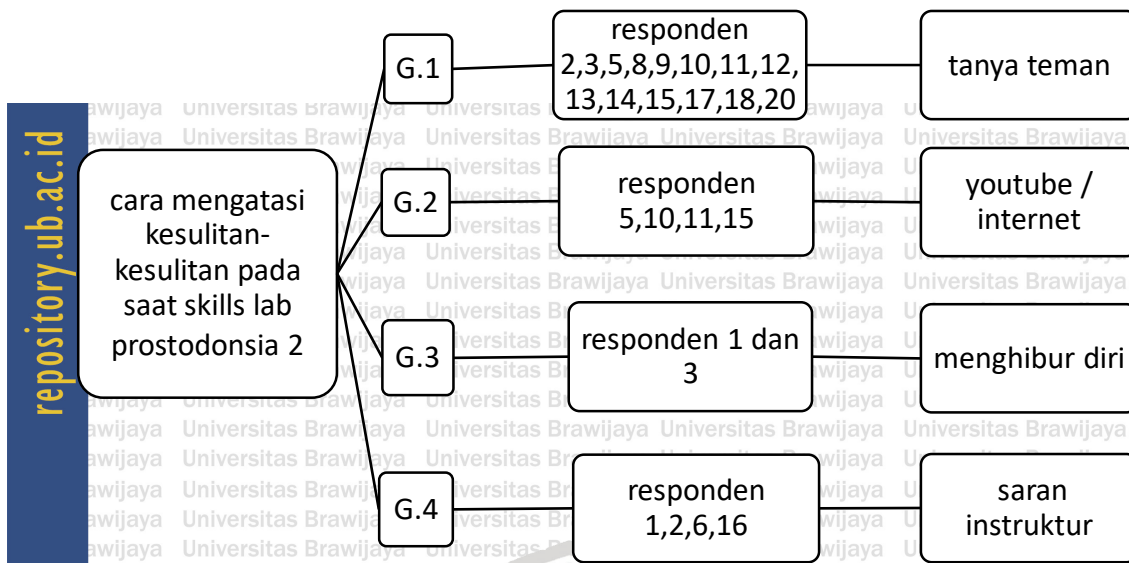 repository.ub.ac.id
cara mengatasi
kesulitan-
kesulitan pada
saat skills lab
prostodonsia 2
G.1
responden
2,3,5,8,9,10,11,12,
13,14,15,17,18,20
tanya teman
G.2
responden
5,10,11,15
youtube /
internet
G.3
responden 1 dan
3
menghibur diri
G.4
responden
1,2,6,16
saran
instruktur
Universitas Brawijaya